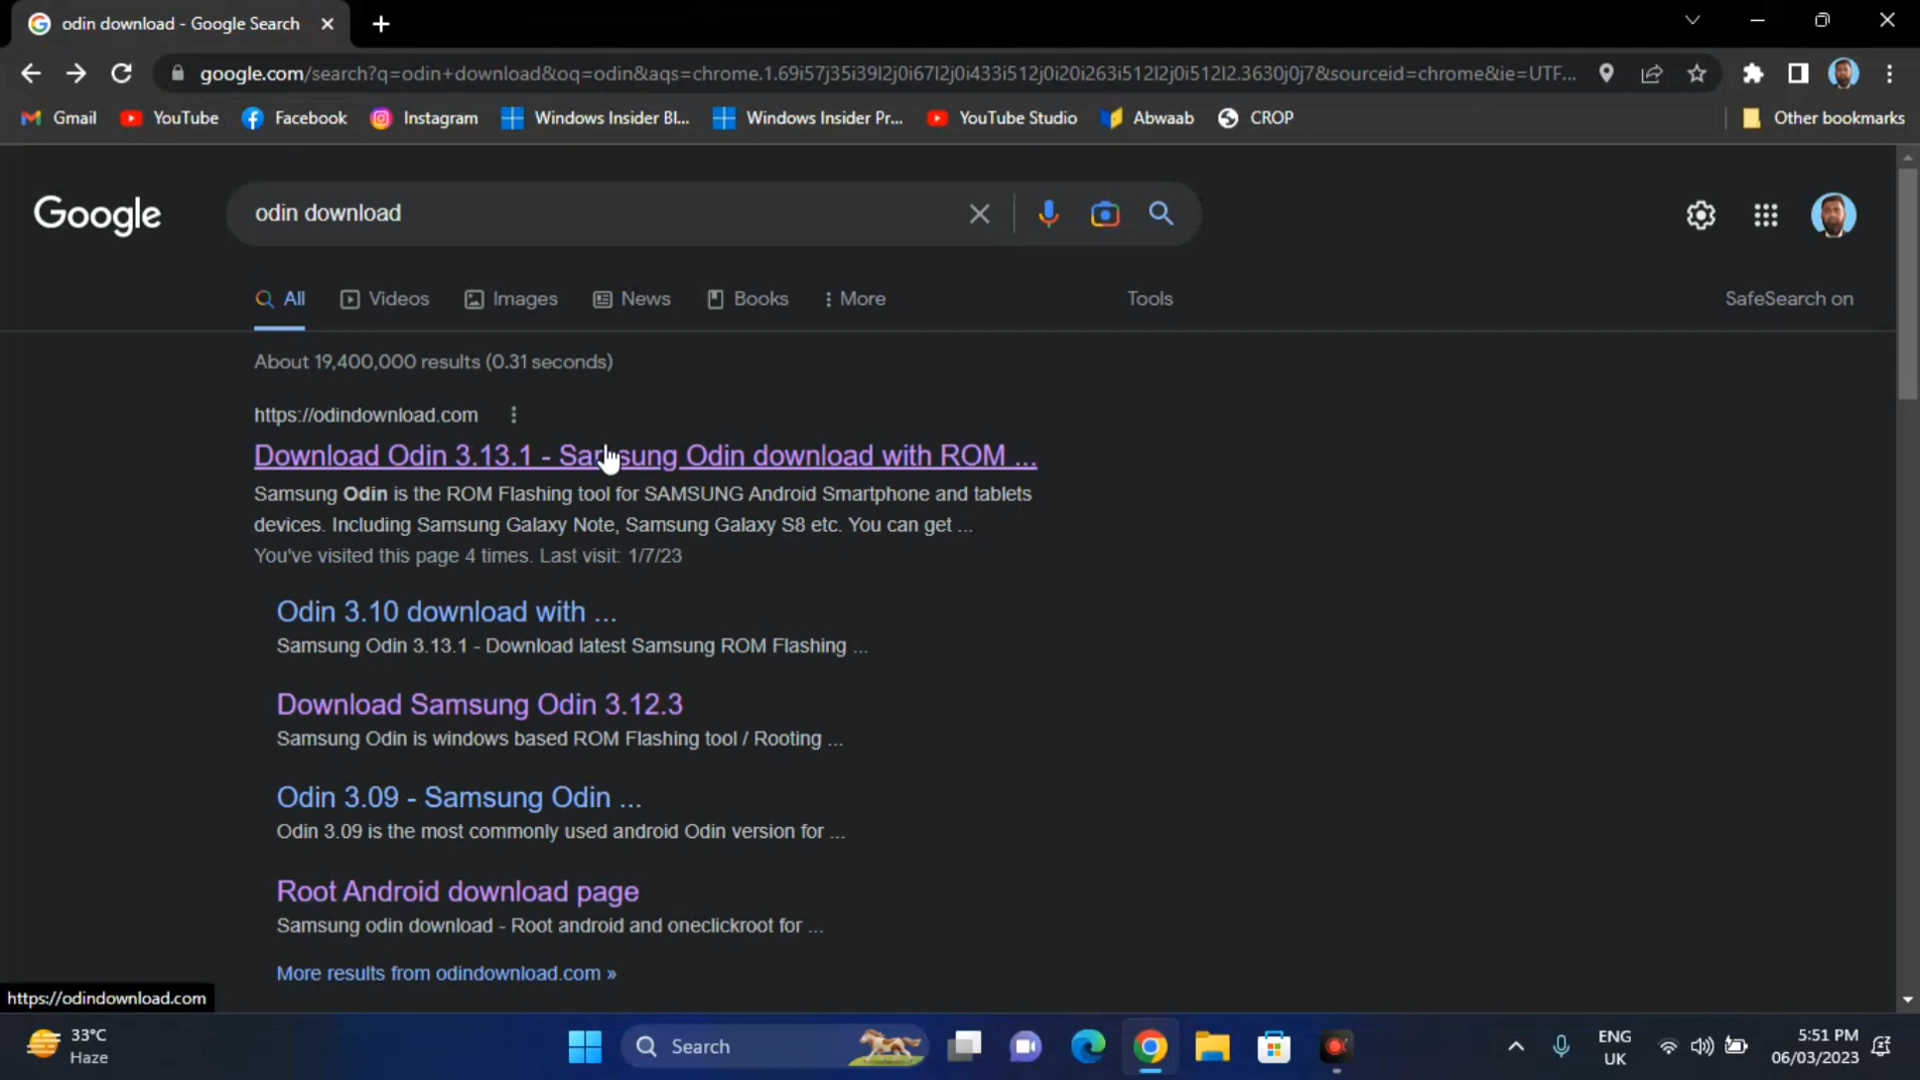 odin download - Google Search
google.com/search?q=odin+download&oq=odin&aqs=chrome.1.69i57j35i39l2j0i67l2j0i433i512j0i20i263i512l2j0i512l2.3630j0j7&sourceid=chrome&ie=UTF...
Gmail YouTube Facebook Instagram Windows Insider Bl... Windows Insider Pr... YouTube Studio Abwaab CROP Other bookmarks
Google odin download
All Videos Images News Books More Tools SafeSearch on
About 19,400,000 results (0.31 seconds)
https://odindownload.com
Download Odin 3.13.1 - Samsung Odin download with ROM ...
Samsung Odin is the ROM Flashing tool for SAMSUNG Android Smartphone and tablets
devices. Including Samsung Galaxy Note, Samsung Galaxy S8 etc. You can get ...
You've visited this page 4 times. Last visit: 1/7/23
Odin 3.10 download with ...
Samsung Odin 3.13.1 - Download latest Samsung ROM Flashing ...
Download Samsung Odin 3.12.3
Samsung Odin is windows based ROM Flashing tool / Rooting ...
Odin 3.09 - Samsung Odin ...
Odin 3.09 is the most commonly used android Odin version for ...
Root Android download page
Samsung odin download - Root android and oneclickroot for ...
More results from odindownload.com »
https://odindownload.com
33°C
Haze
Search
ENG
UK
5:51 PM
06/03/2023